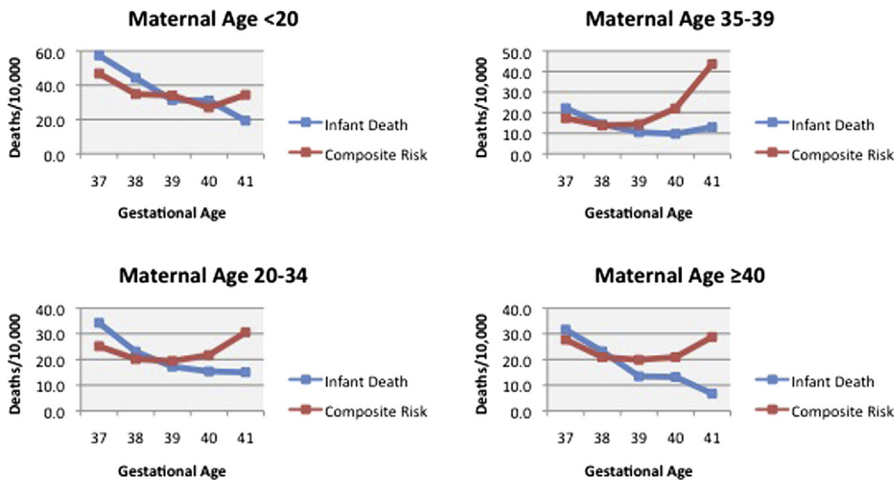 Maternal Age <20
60.0
40.0
20.0
0.0
Deaths/10,000
37 38 39 40 41
Gestational Age
Infant Death
Composite Risk
Maternal Age 35-39
50.0
40.0
30.0
20.0
10.0
0.0
Deaths/10,000
37 38 39 40 41
Gestational Age
Infant Death
Composite Risk
Maternal Age 20-34
40.0
30.0
20.0
10.0
0.0
Deaths/10,000
37 38 39 40 41
Gestational Age
Infant Death
Composite Risk
Maternal Age ≥40
40.0
30.0
20.0
10.0
0.0
Deaths/10,000
37 38 39 40 41
Gestational Age
Infant Death
Composite Risk